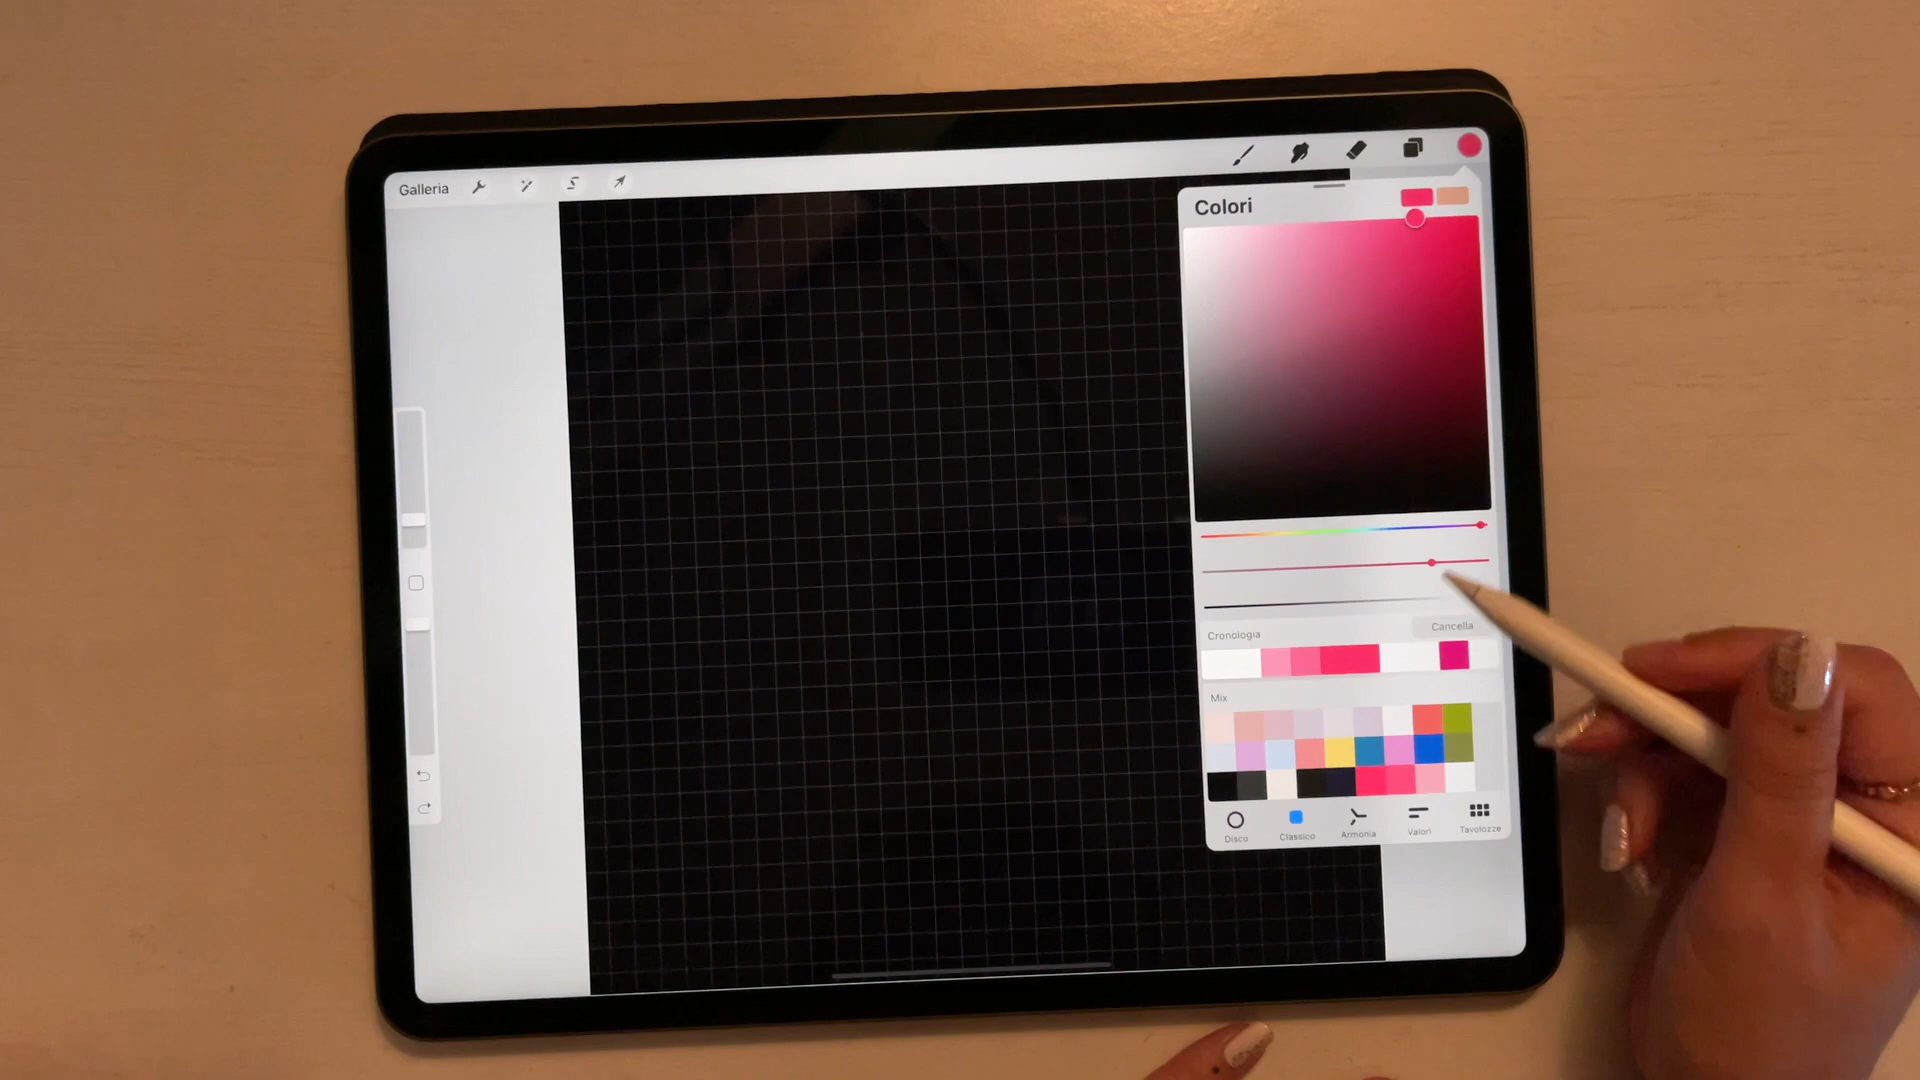 Galleria
Colori
Cancella
Cronologia
Mix
Disco
Classico
Armonia
Valori
Tavolozze